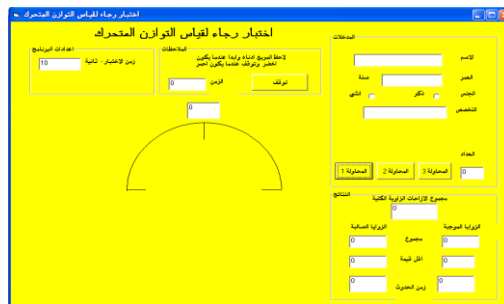 اختبار رجاء لقياس التوازن المتحرك
اختبار رجاء لقياس التوازن المتحرك
المدخلات
الاسم
العمر
سنة
الجنس
ذكر
انثى
التخصص
العداد
0
المحاولة 3
المحاولة 2
المحاولة 1
الملاحظات
لاحظ المربع ادناه وابدا عندما يكون
اخضر وتوقف عندما يكون احمر
توقف
الزمن
0
اعدادات البرنامج
زمن الاختبار - ثانية
10
0
النتائج
مجموع الازاحات الزاوية الكلية
0
الزوايا الموجبة
الزوايا السالبة
0
مجموع
0
0
اقل قيمة
0
0
زمن الحدوث
0